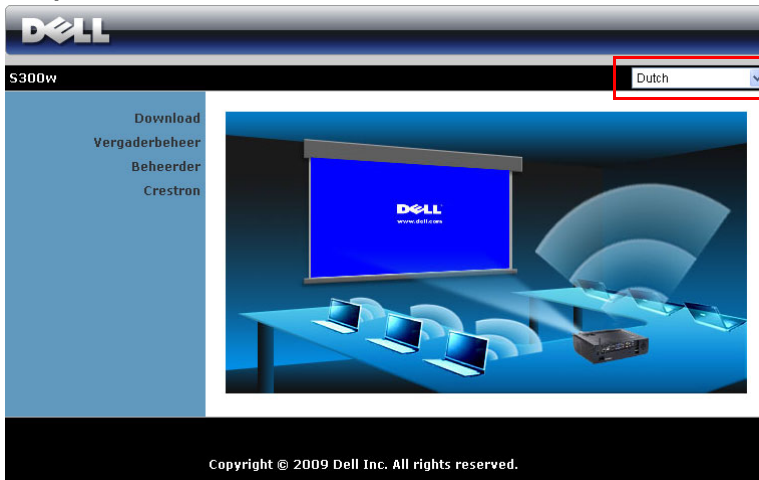 DELL
S300w
Dutch
Download
Vergaderbeheer
Beheerder
Crestron
DELL
www.dell.com
Copyright © 2009 Dell Inc. All rights reserved.